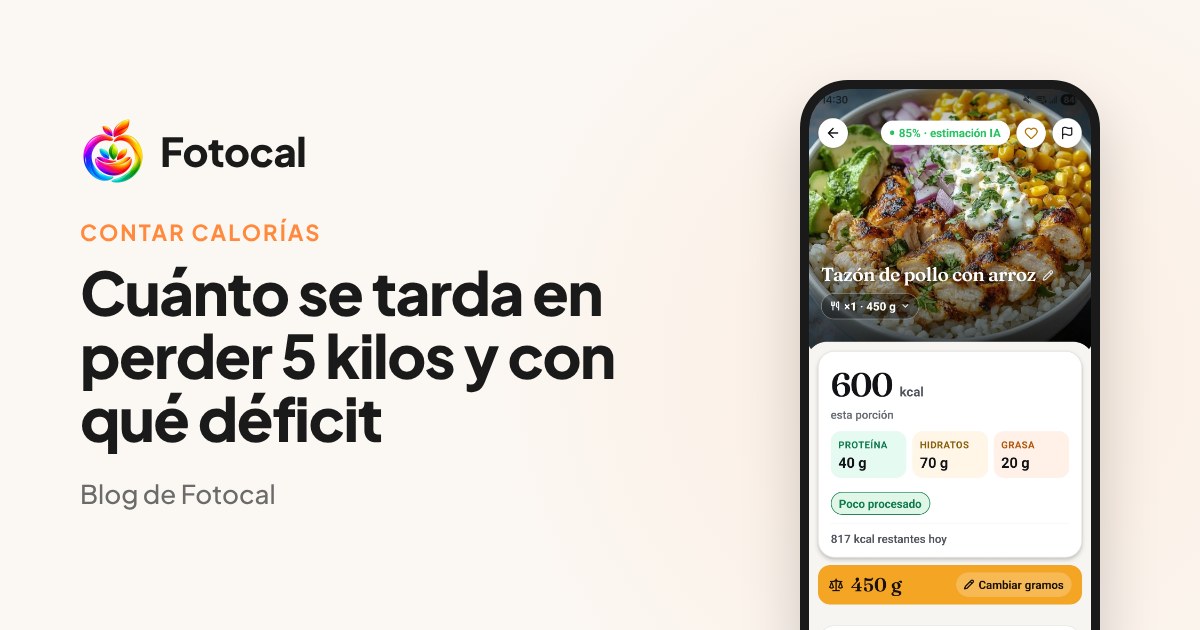 Fotocal
CONTAR CALORÍAS
Cuánto se tarda en
perder 5 kilos y con
qué déficit
Blog de Fotocal
14:30
85% · estimación IA
Tazón de pollo con arroz
×1 · 450 g
600 kcal
esta porción
PROTEÍNA HIDRATOS GRASA
40 g 70 g 20 g
Poco procesado
817 kcal restantes hoy
450 g Cambiar gramos